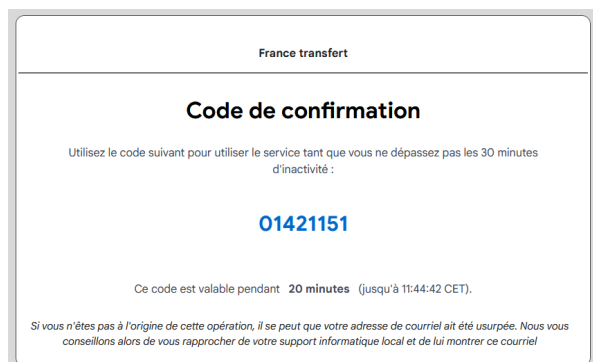 France transfert
Code de confirmation
Utilisez le code suivant pour utiliser le service tant que vous ne dépassez pas les 30 minutes
d'inactivité :
01421151
Ce code est valable pendant 20 minutes (jusqu'à 11:44:42 CET).
Si vous n'êtes pas à l'origine de cette opération, il se peut que votre adresse de courriel ait été usurpée. Nous vous
conseillons alors de vous rapprocher de votre support informatique local et de lui montrer ce courriel